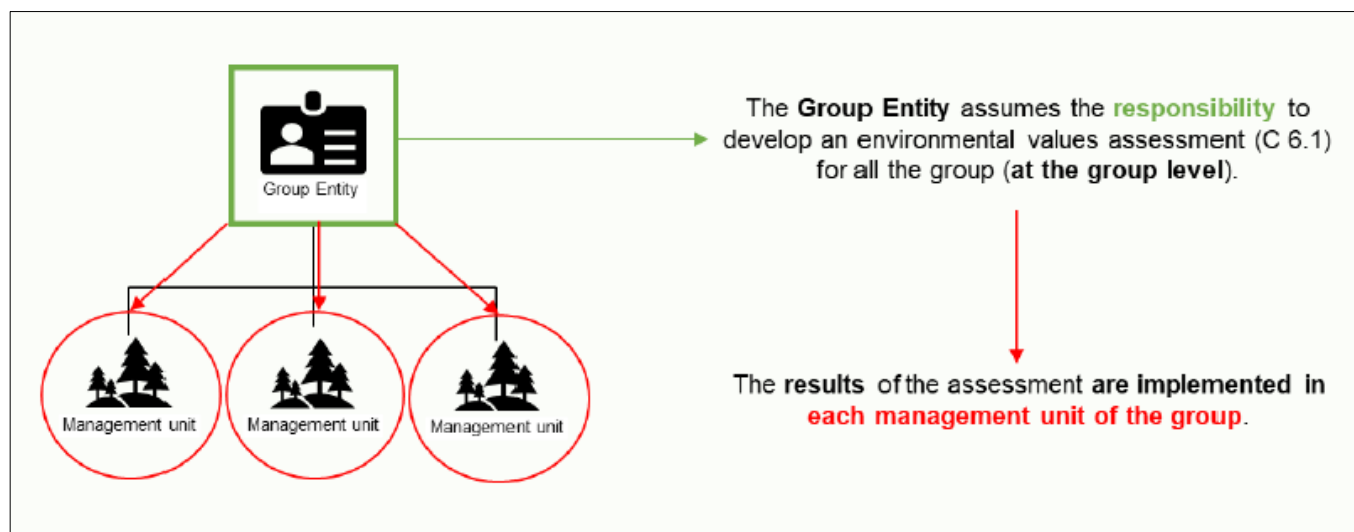 Group Entity
The Group Entity assumes the responsibility to
develop an environmental values assessment (C 6.1)
for all the group (at the group level).
Management unit
Management unit
Management unit
The results of the assessment are implemented in
each management unit of the group.